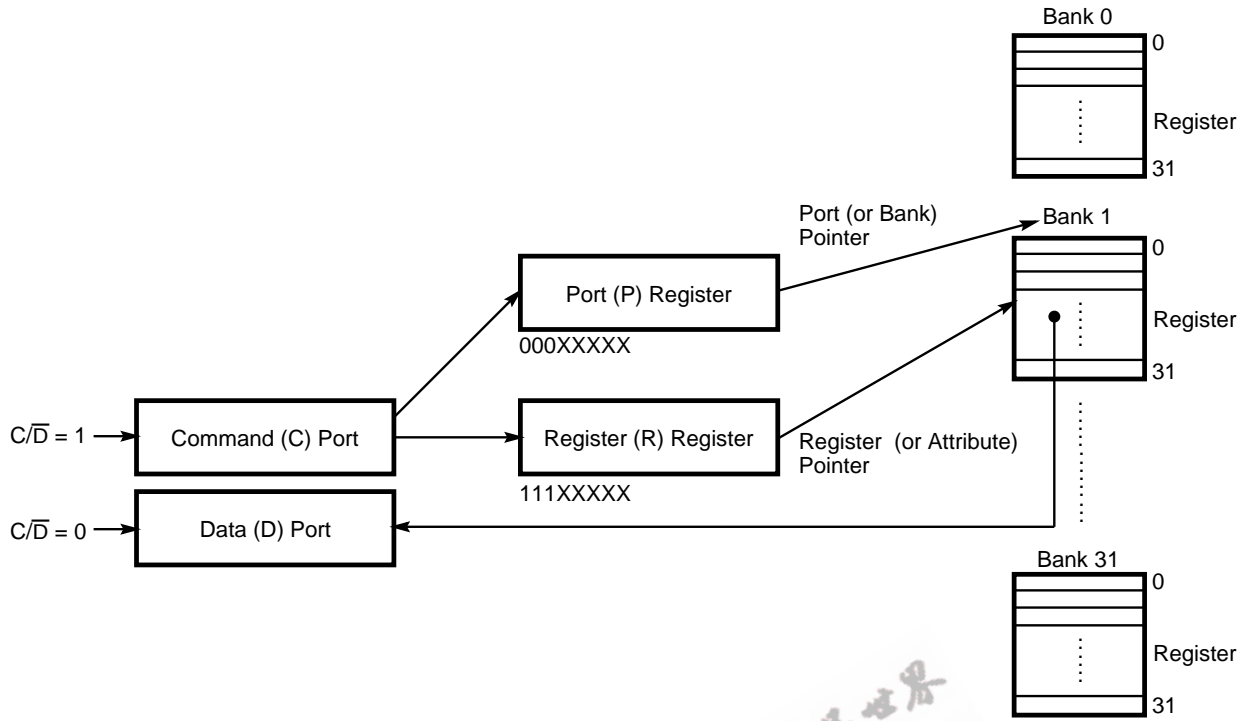 Bank 0
0
Register
31
Port (or Bank)
Pointer
Bank 1
0
Port (P) Register
000XXXXX
Register
31
C/D̅ = 1
Command (C) Port
Register (R) Register
Register (or Attribute)
Pointer
111XXXXX
C/D̅ = 0
Data (D) Port
Bank 31
0
Register
31